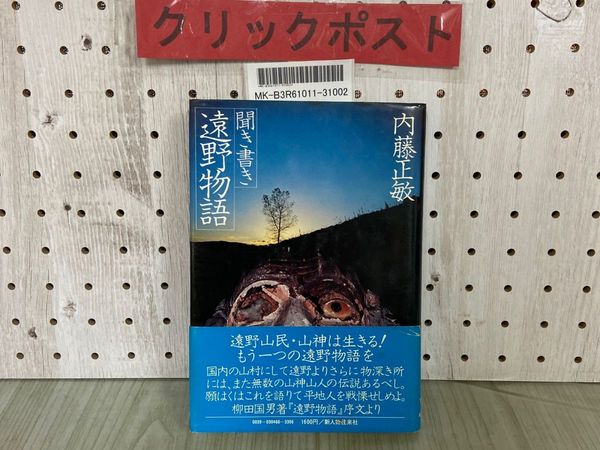 クリックポスト
MK-B3R61011-31002
聞き書き
遠野物語
内藤正敏
遠野山民・山神は生きる!
もう一つの遠野物語を
国内の山村にして遠野よりさらに物深き所
には、また無数の山神山人の伝説あるべし。
願はくはこれを語りて平地人を戦慄せしめよ。
柳田国男著『遠野物語』序文より
0039-030460-3306 1600円/新人物往来社